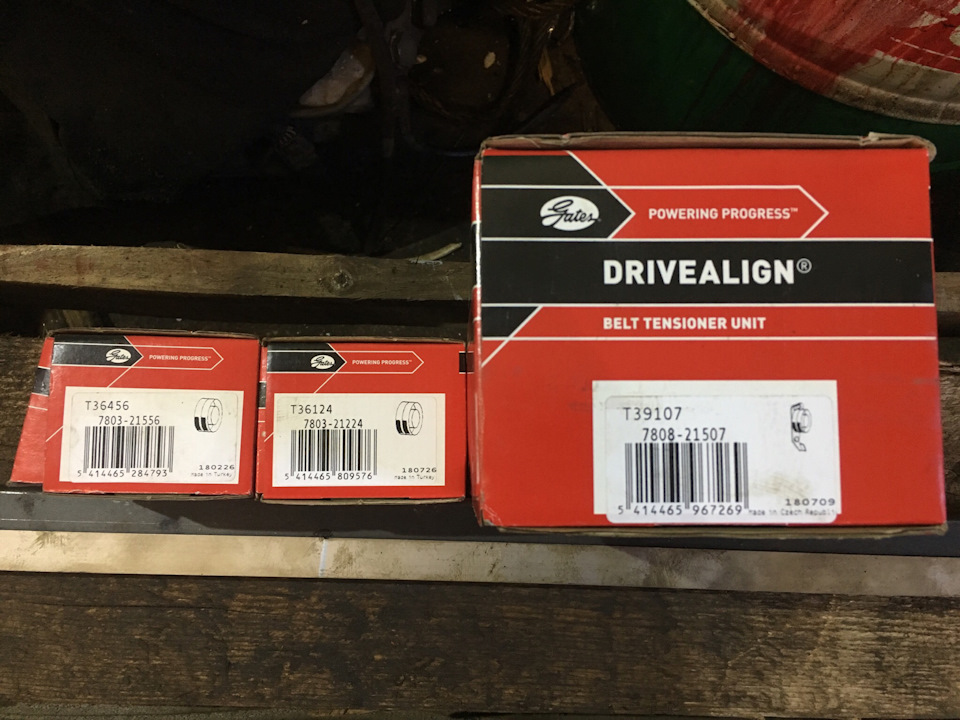 Gates
POWERING PROGRESS™
T36456
7803-21556
5 414465 284793
180226
made in Turkey
Gates
POWERING PROGRESS™
T36124
7803-21224
5 414465 809576
180726
made in Turkey
Gates
POWERING PROGRESS™
DRIVEALIGN®
BELT TENSIONER UNIT
T39107
7808-21507
5 414465 967269
180709
made in Czech Republic